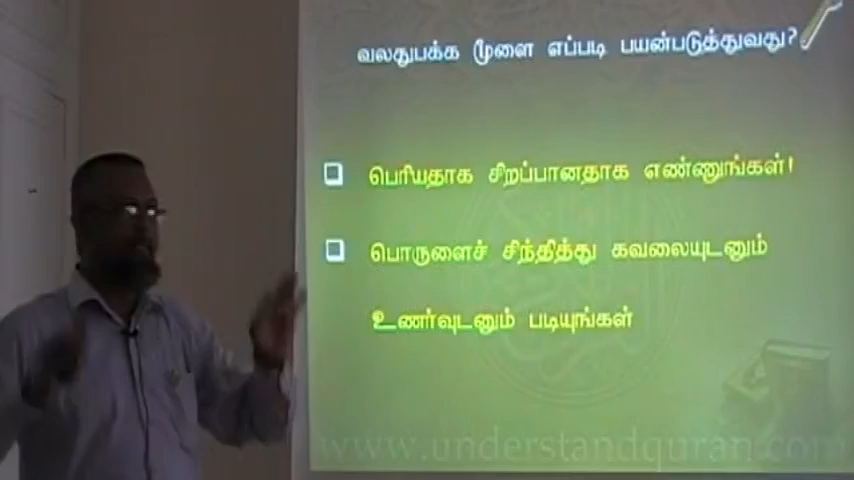 வலதுபக்க மூளை எப்படி பயன்படுத்துவது?
பெரியதாக சிறப்பானதாக எண்ணுங்கள்!
பொருளைச் சிந்தித்து கவலையுடனும்
உணர்வுடனும் படியுங்கள்
www.understandquran.com